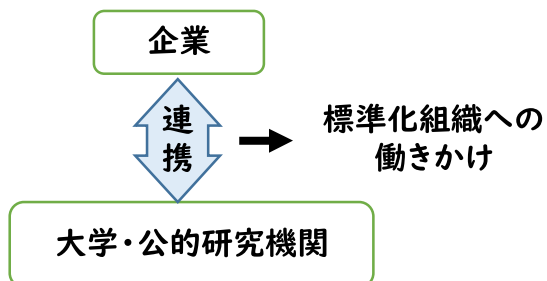 企業
連
携
標準化組織への
働きかけ
大学・公的研究機関